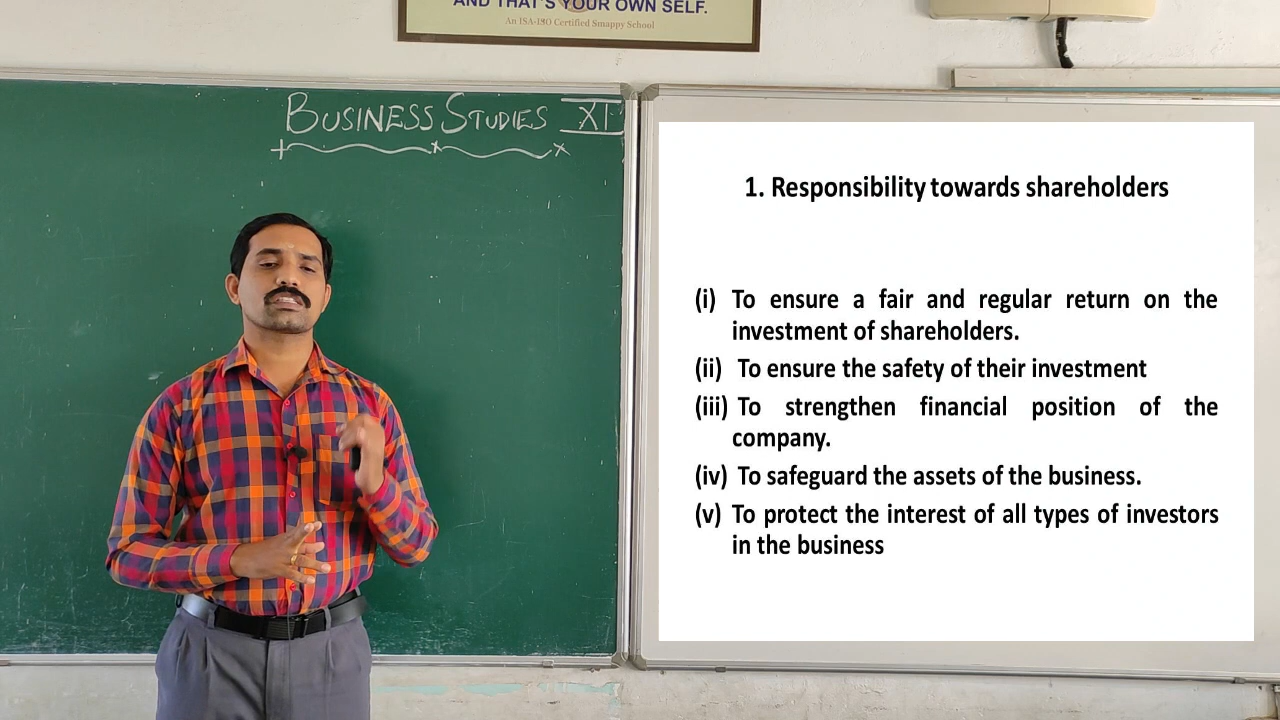 AND THAT'S YOUR OWN SELF.
An ISA-ISO Certified Smappy School
BUSINESS STUDIES XI
1. Responsibility towards shareholders
(i) To ensure a fair and regular return on the
investment of shareholders.
(ii) To ensure the safety of their investment
(iii) To strengthen financial position of the
company.
(iv) To safeguard the assets of the business.
(v) To protect the interest of all types of investors
in the business